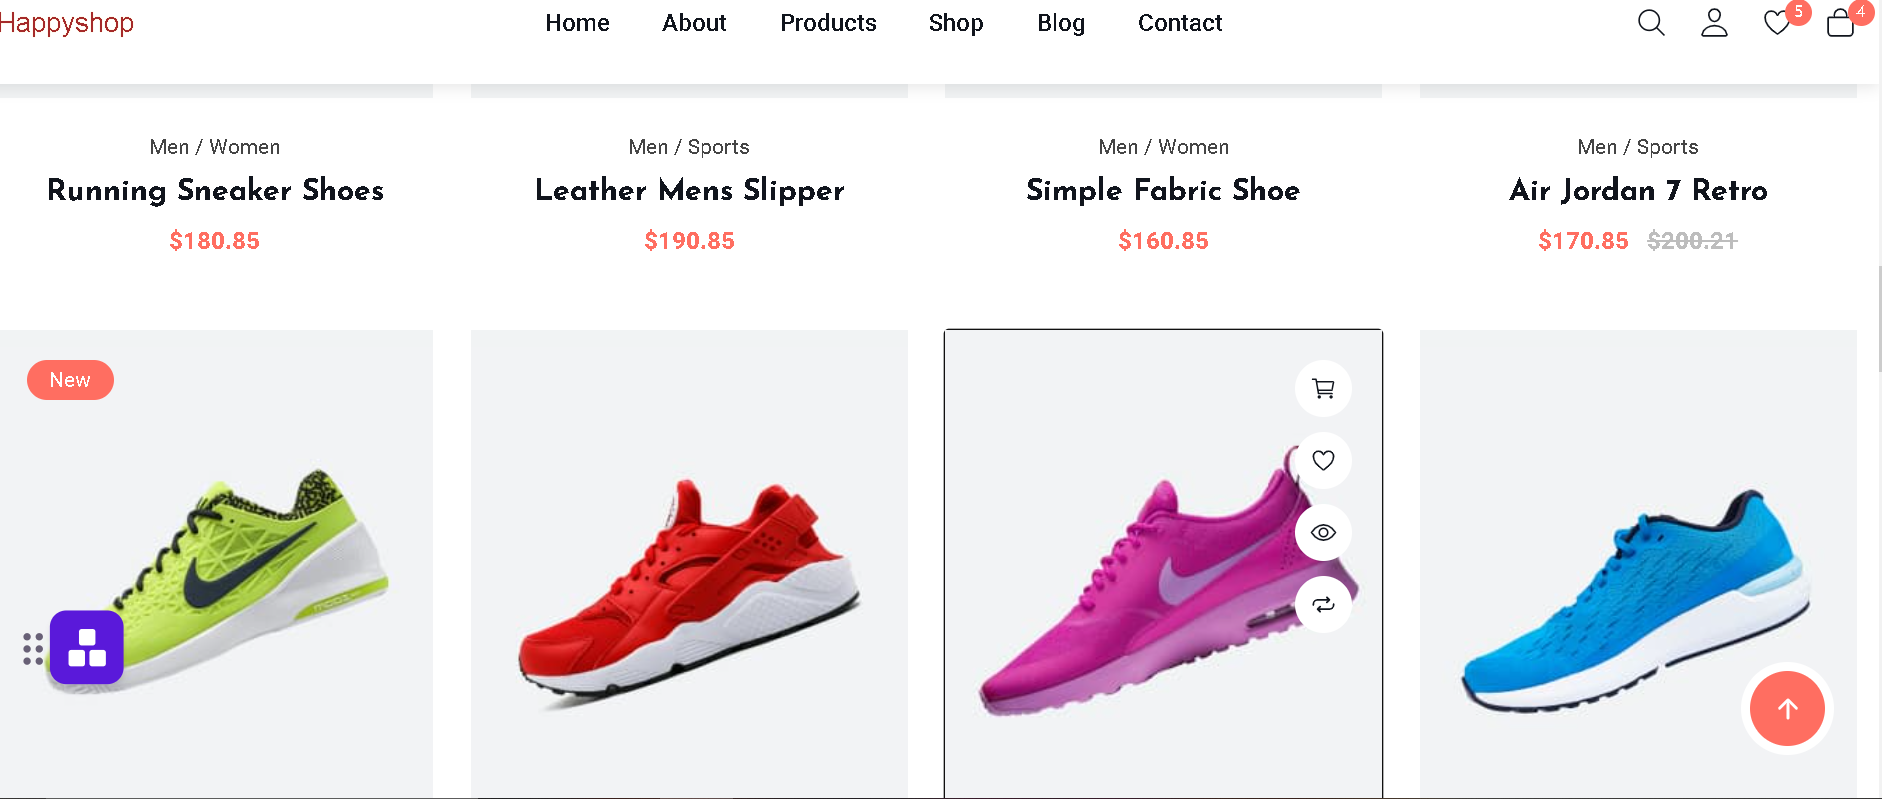 Happyshop
Home About Products Shop Blog Contact
5
4
Men / Women
Running Sneaker Shoes
$180.85
Men / Sports
Leather Mens Slipper
$190.85
Men / Women
Simple Fabric Shoe
$160.85
Men / Sports
Air Jordan 7 Retro
$170.85 $200.21
New